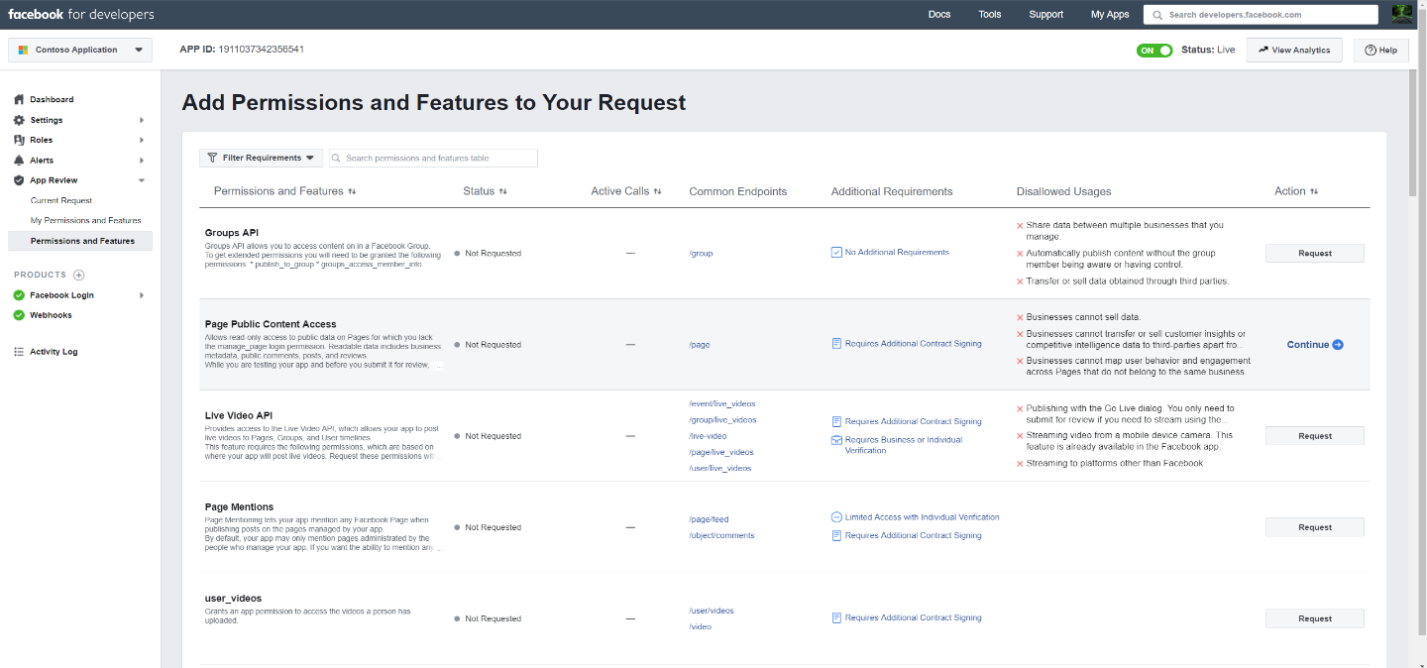 facebook for developers
Docs
Tools
Support
My Apps
Search developers.facebook.com
Contoso Application
APP ID: 1911037342356541
ON
Status: Live
View Analytics
Help
Dashboard
Settings
Roles
Alerts
App Review
Current Request
My Permissions and Features
Permissions and Features
PRODUCTS
Facebook Login
Webhooks
Activity Log
Add Permissions and Features to Your Request
Filter Requirements
Search permissions and features table
Permissions and Features
Status
Active Calls
Common Endpoints
Additional Requirements
Disallowed Usages
Action
Groups API
Groups API allows you to access content on in a Facebook Group.
To get extended permissions you will need to be granted the following
permissions. * publish_to_group * groups_access_member_info
Not Requested
—
/group
No Additional Requirements
Share data between multiple businesses that you
manage.
Automatically publish content without the group
member being aware or having control.
Transfer or sell data obtained through third parties.
Request
Page Public Content Access
Allows read-only access to public data on Pages for which you lack
the manage_page login permission. Readable data includes business
metadata, public comments, posts, and reviews.
While you are testing your app and before you submit it for review, ...
Not Requested
—
/page
Requires Additional Contract Signing
Businesses cannot sell data.
Businesses cannot transfer or sell customer insights or
competitive intelligence data to third-parties apart fro...
Businesses cannot map user behavior and engagement
across Pages that do not belong to the same business.
Continue
Live Video API
Provides access to the Live Video API, which allows your app to post
live videos to Pages, Groups, and User timelines.
This feature requires the following permissions, which are based on
where your app will post live videos. Request these permissions wit...
Not Requested
—
/event/live_videos
/group/live_videos
/live-video
/page/live_videos
/user/live_videos
Requires Additional Contract Signing
Requires Business or Individual
Verification
Publishing with the Go Live dialog. You only need to
submit for review if you need to stream using the...
Streaming video from a mobile device camera. This
feature is already available in the Facebook app.
Streaming to platforms other than Facebook.
Request
Page Mentions
Page Mentioning lets your app mention any Facebook Page when
publishing posts on the pages managed by your app.
By default, your app may only mention pages administrated by the
people who manage your app. If you want the ability to mention any ...
Not Requested
—
/page/feed
/object/comments
Limited Access with Individual Verification
Requires Additional Contract Signing
Request
user_videos
Grants an app permission to access the videos a person has
uploaded.
Not Requested
—
/user/videos
/video
Requires Additional Contract Signing
Request